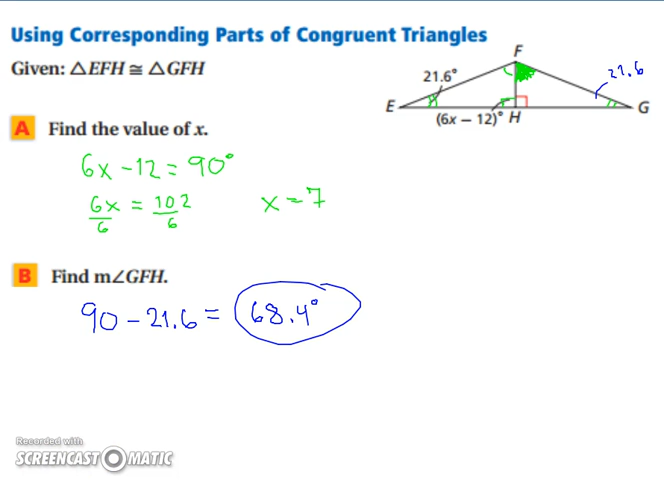 Using Corresponding Parts of Congruent Triangles
Given: △EFH ≅ △GFH
F
21.6°
21.6
E
(6x − 12)° H
G
A Find the value of x.
6x − 12 = 90°
6x/6 = 102/6
x = 7
B Find m∠GFH.
90 − 21.6 = 68.4°
Recorded with
SCREENCAST O MATIC